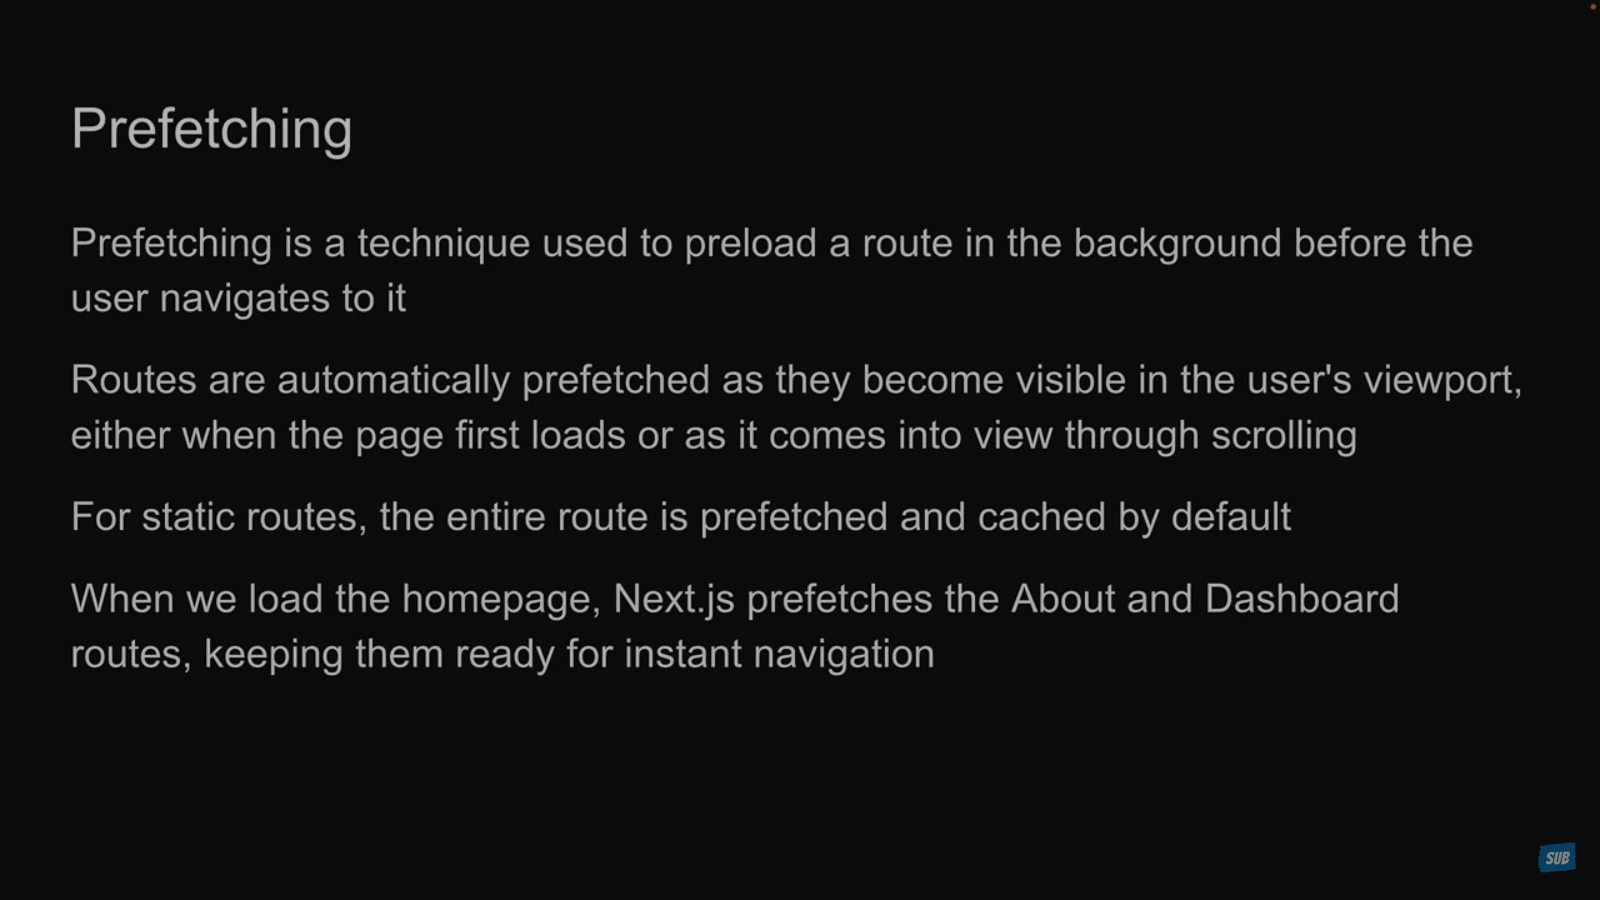 Prefetching
Prefetching is a technique used to preload a route in the background before the
user navigates to it
Routes are automatically prefetched as they become visible in the user's viewport,
either when the page first loads or as it comes into view through scrolling
For static routes, the entire route is prefetched and cached by default
When we load the homepage, Next.js prefetches the About and Dashboard
routes, keeping them ready for instant navigation
SUB